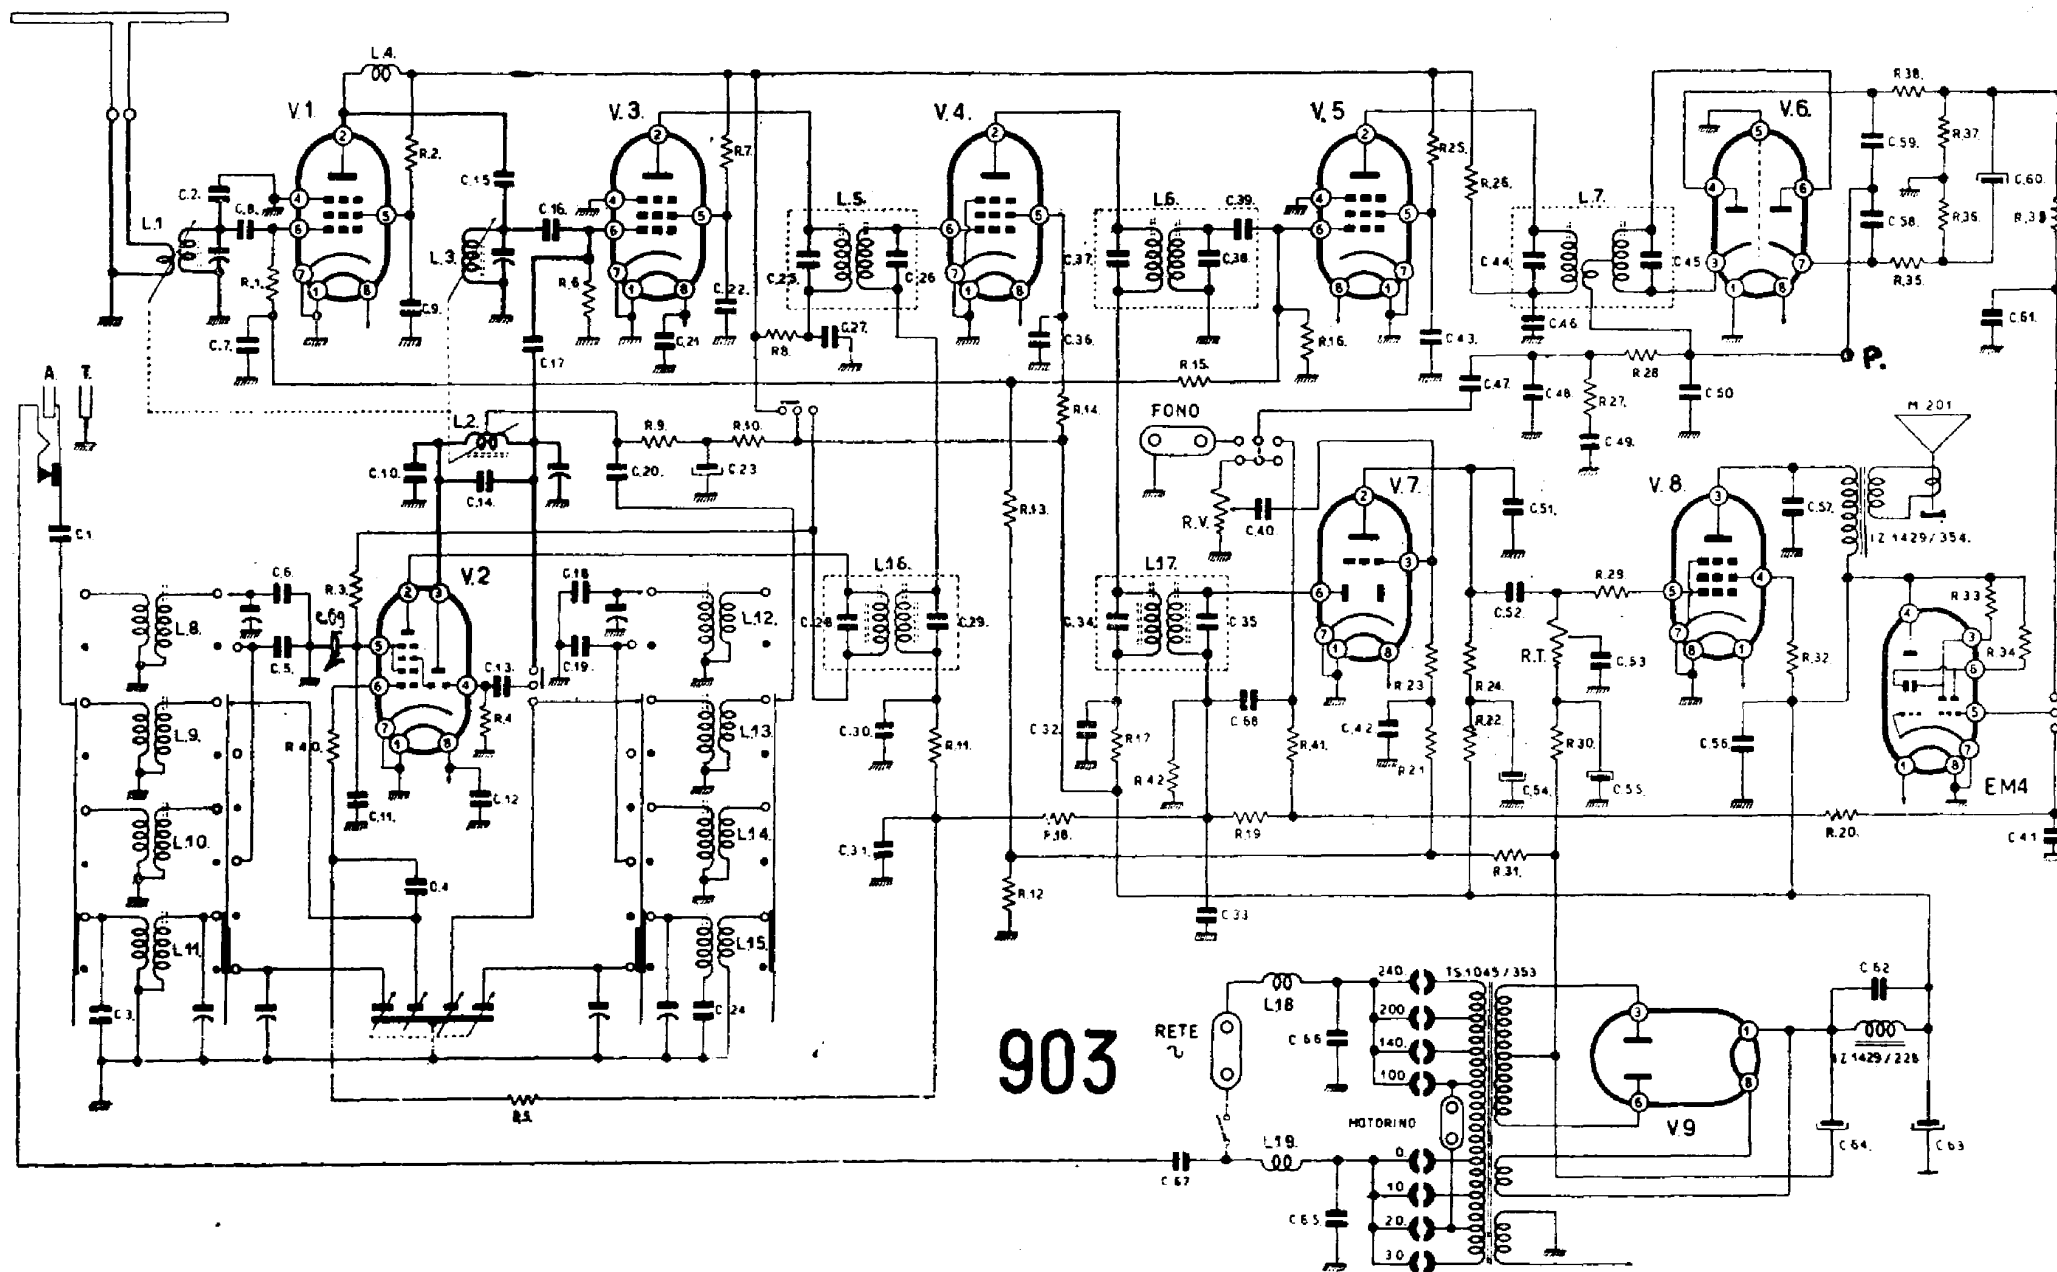 L.4.
V.1. V.3. V.4. V.5 V.6.
R.38.
C.2. C.8. R.2. C.15 C.16. R.7. L.5. L.6. C.39. R.25. R.26. L.7. C.59. R.37. C.60.
L.1 L.3. C.58. R.36.
R.1. R.6 C.22. C.25. C.26 C.37. C.38. C.44. C.45 R.35.
C.7. C.9. C.21 R.8. C.27. C.36. R.16. C.43. C.46. C.61.
C.17 R.15. C.47. C.48. R.28 C.50 P.
A. T. R.27.
L.2. R.14. FONO M 201
R.9. R.10. C.49.
C.10. C.20. C.23 V.7. V.8.
C.14. R.13. R.V. C.40. C.51. C.57.
C.1 IZ 1429/354.
C.6. R.3. V.2 C.18 L.16. L.17. C.52. R.29. R.33
L.8. C.69 L.12. C.28 C.29. C.34. C.35 R.34.
C.5. C.13. C.19. R.T. C.53 R.32.
L.9. R.4.0. R.4 L.13. C.30. R.11. C.32. R.17 C.68 R.41. C.42. R.23 R.24. R.22. R.30. C.56.
C.11. C.12 R.42 R.21 C.54. C.55. EM4
L.10. L.14. C.31. R.18. R.19 R.20. C.41
C.4 R.12 R.31.
L.11. L.15. C.33
C.3. C.24 L.18 240. TS 1045/353 C.62
903 RETE C.66. 200 140. 100 IZ 1429/228
R.5. MOTORINO V.9 C.64. C.63
L.19. 0.
C.67 10
C.65. 20.
30